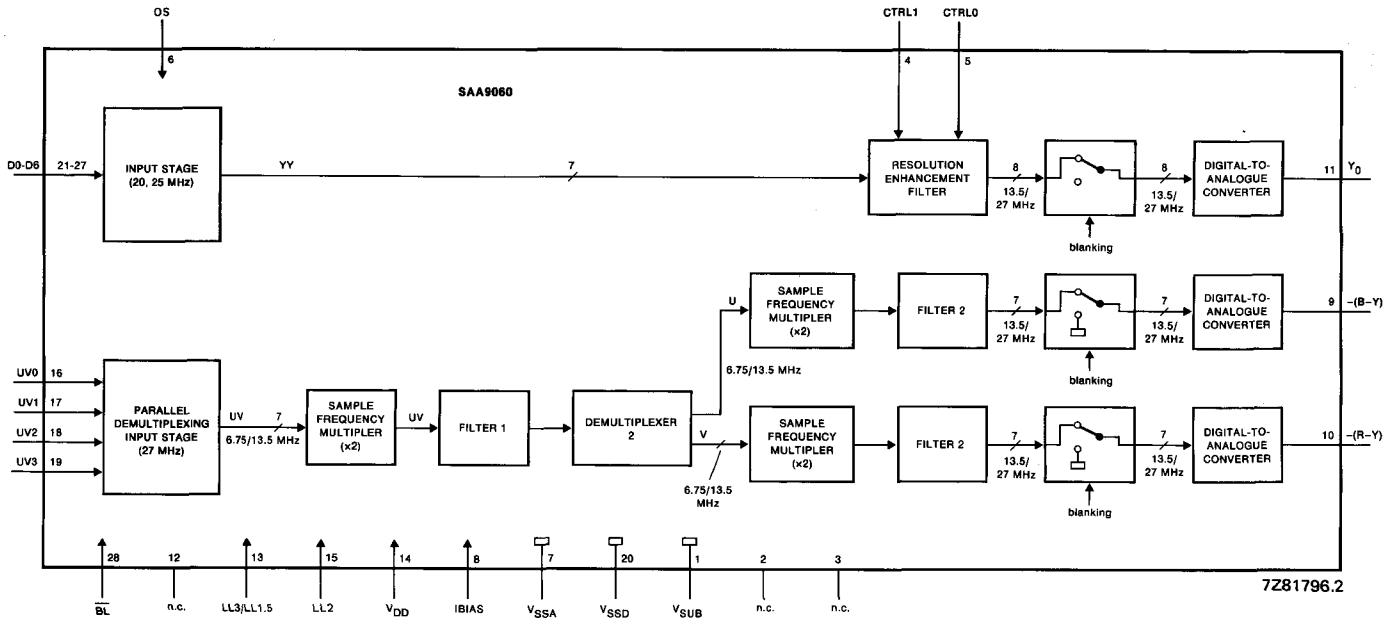 OS
6
CTRL1
CTRL0
4
5
SAA9060
D0-D6
21-27
INPUT STAGE
(20, 25 MHz)
YY
7
RESOLUTION
ENHANCEMENT
FILTER
8
13.5/
27 MHz
blanking
8
13.5/
27 MHz
DIGITAL-TO-
ANALOGUE
CONVERTER
11
Y0
UV0
16
UV1
17
UV2
18
UV3
19
PARALLEL
DEMULTIPLEXING
INPUT STAGE
(27 MHz)
UV
7
6.75/13.5 MHz
SAMPLE
FREQUENCY
MULTIPLER
(x2)
UV
FILTER 1
DEMULTIPLEXER
2
U
6.75/13.5 MHz
SAMPLE
FREQUENCY
MULTIPLER
(x2)
FILTER 2
7
13.5/
27 MHz
blanking
7
13.5/
27 MHz
DIGITAL-TO-
ANALOGUE
CONVERTER
9
-(B-Y)
V
6.75/13.5
MHz
SAMPLE
FREQUENCY
MULTIPLER
(x2)
FILTER 2
7
13.5/
27 MHz
blanking
7
13.5/
27 MHz
DIGITAL-TO-
ANALOGUE
CONVERTER
10
-(R-Y)
28
12
13
15
14
8
7
20
1
2
3
BL
n.c.
LL3/LL1.5
LL2
VDD
IBIAS
VSSA
VSSD
VSUB
n.c.
n.c.
7Z81796.2